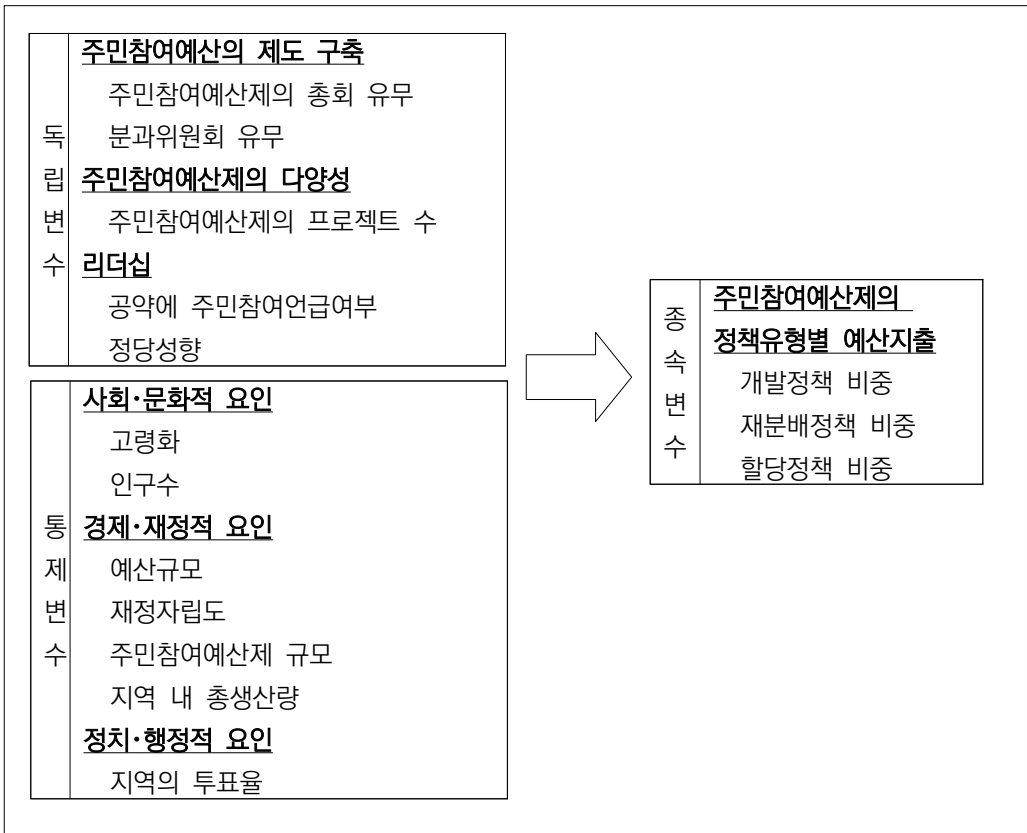 독
립
변
수
주민참여예산의 제도 구축
주민참여예산제의 총회 유무
분과위원회 유무
주민참여예산제의 다양성
주민참여예산제의 프로젝트 수
리더십
공약에 주민참여언급여부
정당성향
통
제
변
수
사회·문화적 요인
고령화
인구수
경제·재정적 요인
예산규모
재정자립도
주민참여예산제 규모
지역 내 총생산량
정치·행정적 요인
지역의 투표율
종
속
변
수
주민참여예산제의
정책유형별 예산지출
개발정책 비중
재분배정책 비중
할당정책 비중